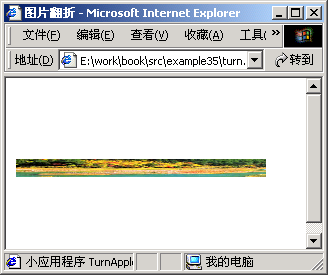 图片翻折 - Microsoft Internet Explorer
文件(F) 编辑(E) 查看(V) 收藏(A) 工具( »
地址(D) E:\work\book\src\example35\turn. 转到
小应用程序 TurnApple 我的电脑